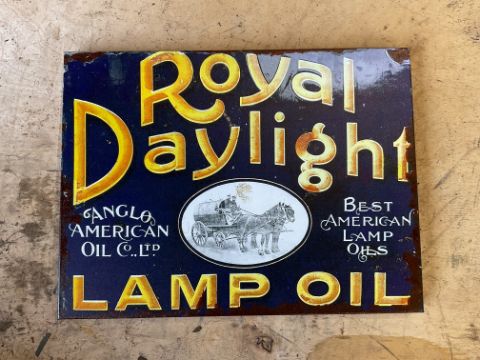 Royal
Daylight
ANGLO
AMERICAN
OIL CO., LTD
BEST
AMERICAN
LAMP
OILS
LAMP OIL